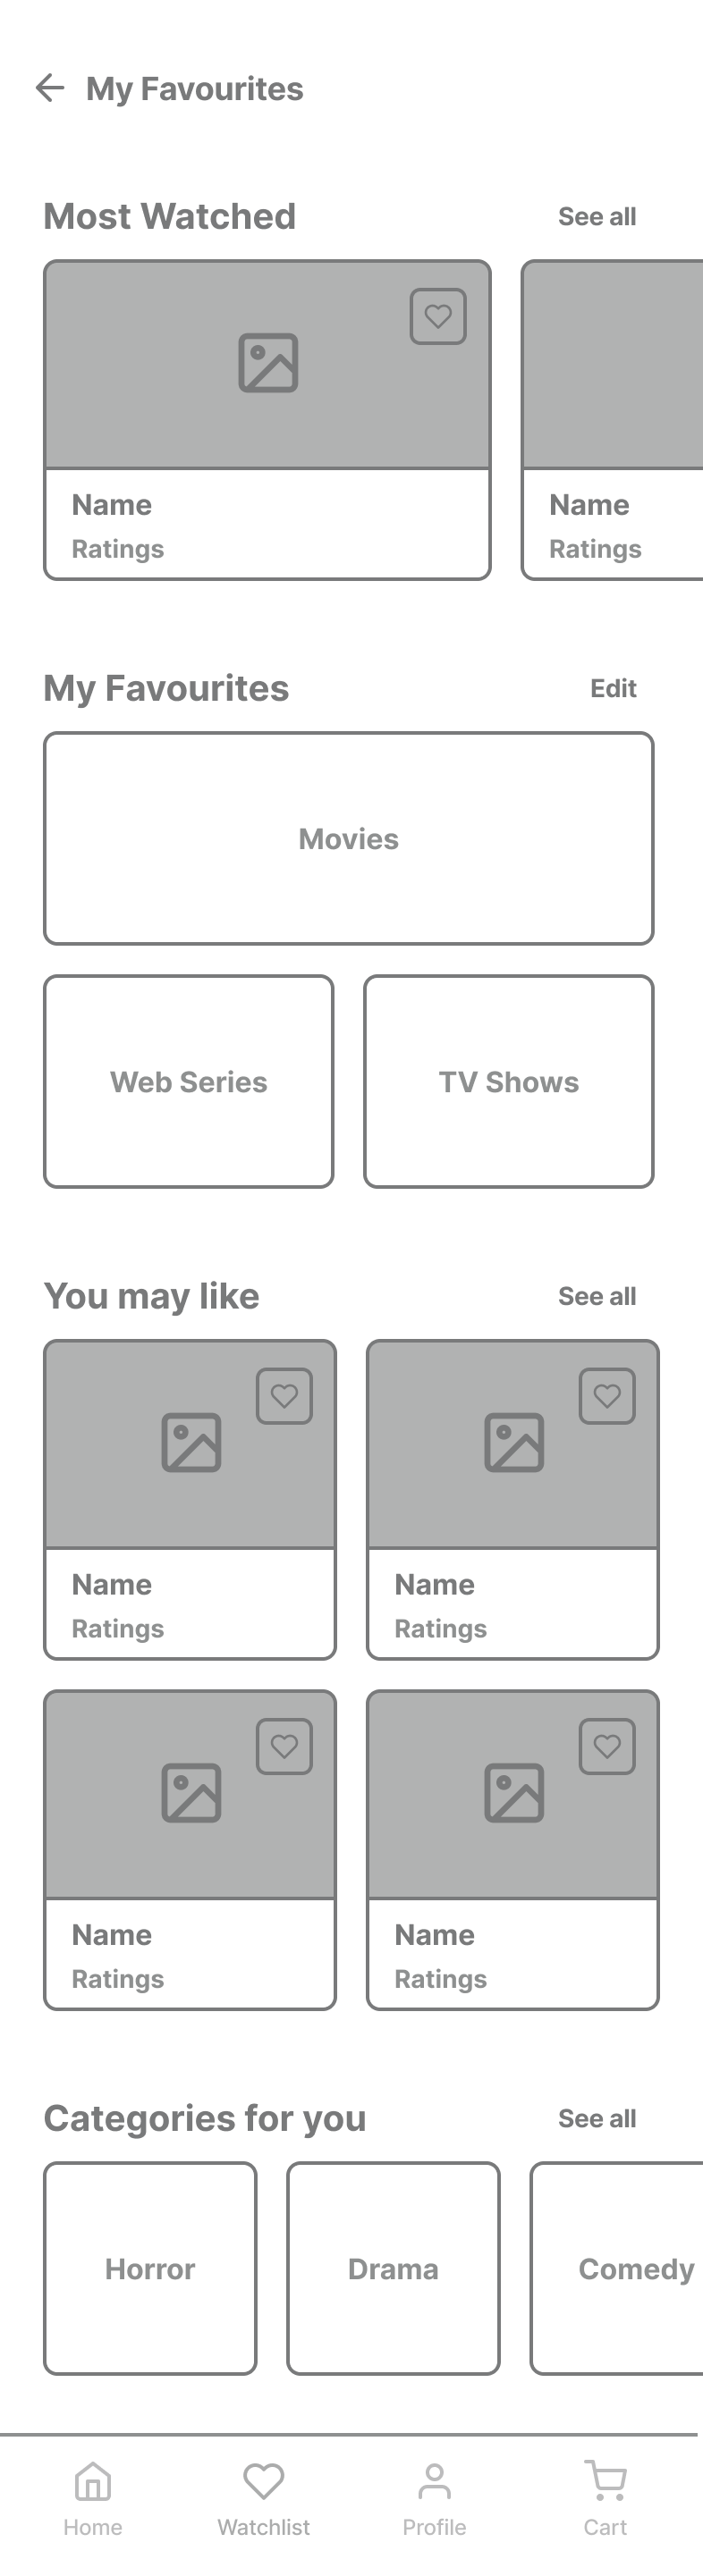 My Favourites
Most Watched See all
Name Name
Ratings Ratings
My Favourites Edit
Movies
Web Series TV Shows
You may like See all
Name Name
Ratings Ratings
Name Name
Ratings Ratings
Categories for you See all
Horror Drama Comedy
Home Watchlist Profile Cart